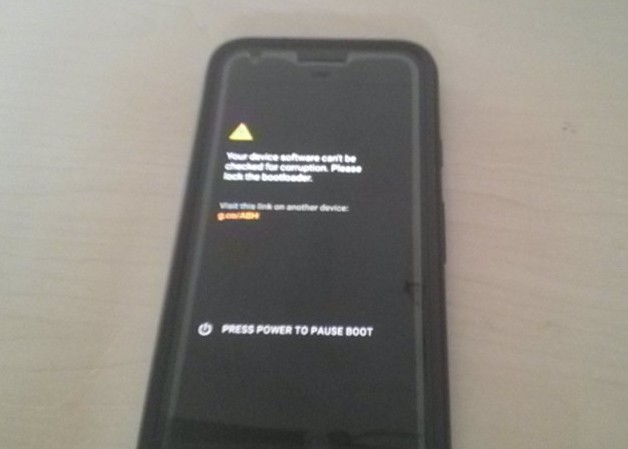 Your device software can't be
checked for corruption. Please
lock the bootloader.
Visit this link on another device:
g.co/ABH
PRESS POWER TO PAUSE BOOT